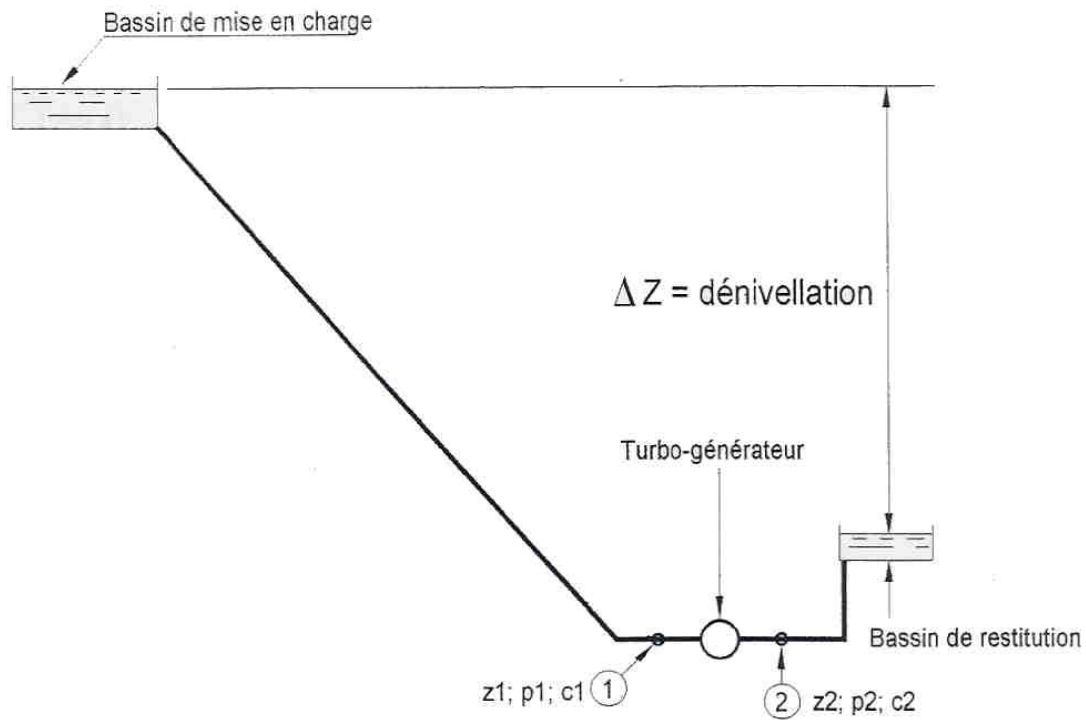 Bassin de mise en charge
Δ Z = dénivellation
Turbo-générateur
Bassin de restitution
z1; p1; c1 1
2 z2; p2; c2